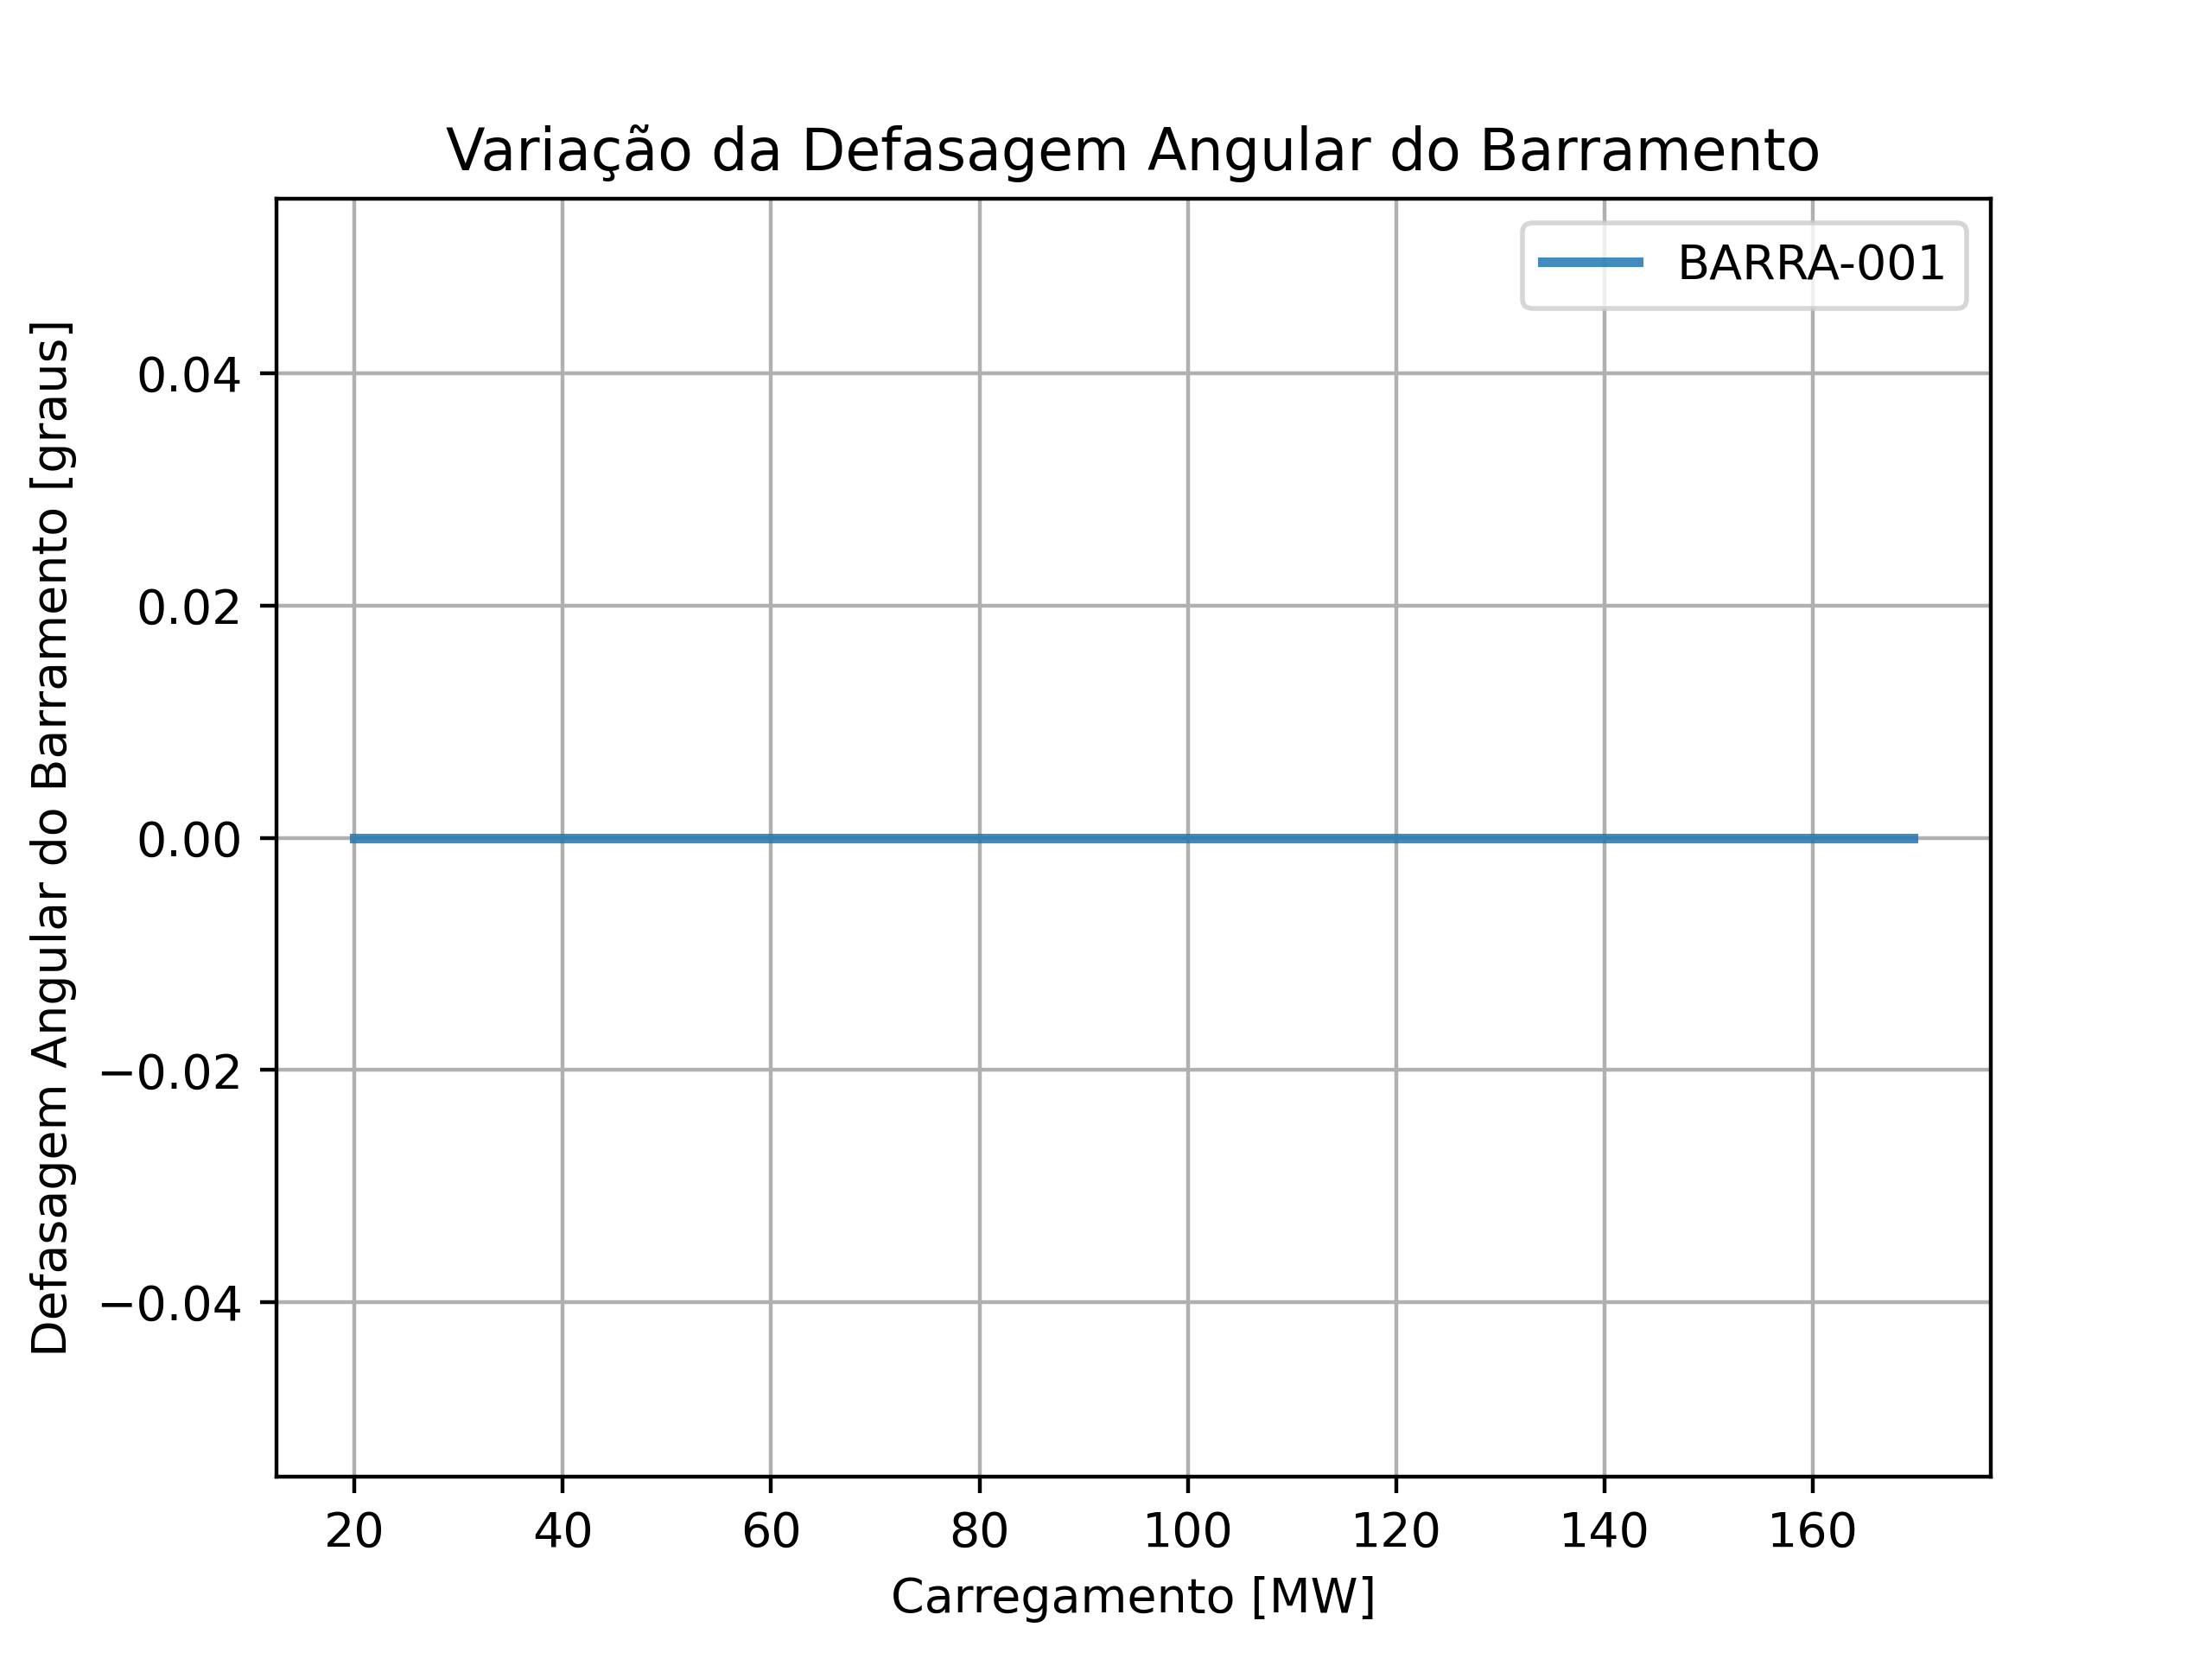 Variação da Defasagem Angular do Barramento
BARRA-001
Defasagem Angular do Barramento [graus]
0.04
0.02
0.00
−0.02
−0.04
20 40 60 80 100 120 140 160
Carregamento [MW]